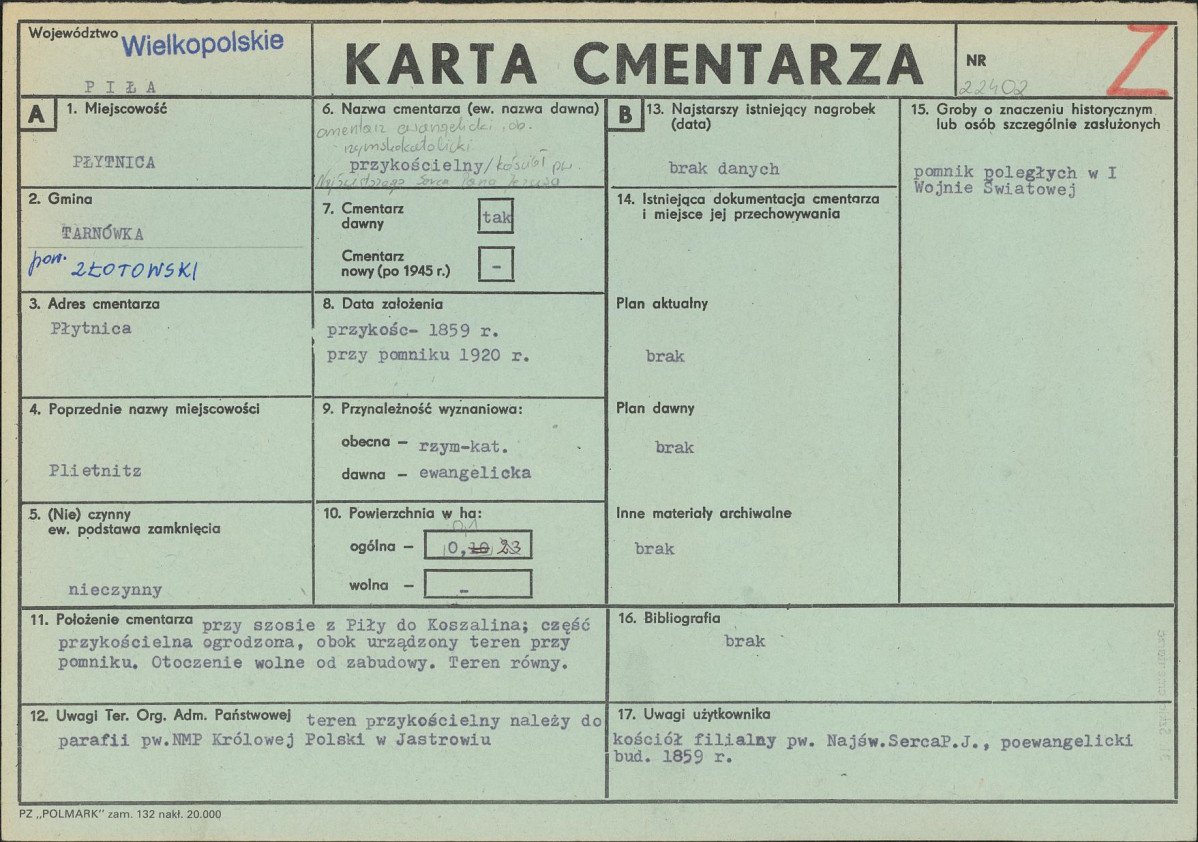 Województwo Wielkopolskie
PIŁA
KARTA CMENTARZA
NR
22402
Z
A
1. Miejscowość
PŁYTNICA
2. Gmina
TARNÓWKA
pow. ZŁOTOWSKI
3. Adres cmentarza
Płytnica
4. Poprzednie nazwy miejscowości
Plietnitz
5. (Nie) czynny
ew. podstawa zamknięcia
nieczynny
6. Nazwa cmentarza (ew. nazwa dawna)
cmentarz ewangelicki, ob.
rzymskokatolicki
przykościelny/kościół pw.
Najświętszego Serca Pana Jezusa
7. Cmentarz
dawny
tak
Cmentarz
nowy (po 1945 r.)
-
8. Data założenia
przykośc- 1859 r.
przy pomniku 1920 r.
9. Przynależność wyznaniowa:
obecna – rzym-kat.
dawna – ewangelicka
10. Powierzchnia w ha:
0,1
ogólna – 0,10 23
wolna – -
11. Położenie cmentarza przy szosie z Piły do Koszalina; część
przykościelna ogrodzona, obok urządzony teren przy
pomniku. Otoczenie wolne od zabudowy. Teren równy.
12. Uwagi Ter. Org. Adm. Państwowej teren przykościelny należy do
parafii pw.NMP Królowej Polski w Jastrowiu
B
13. Najstarszy istniejący nagrobek
(data)
brak danych
14. Istniejąca dokumentacja cmentarza
i miejsce jej przechowywania
Plan aktualny
brak
Plan dawny
brak
Inne materiały archiwalne
brak
15. Groby o znaczeniu historycznym
lub osób szczególnie zasłużonych
pomnik poległych w I
Wojnie Światowej
16. Bibliografia
brak
17. Uwagi użytkownika
kościół filialny pw. Najśw.SercaP.J., poewangelicki
bud. 1859 r.
PZ „POLMARK" zam. 132 nakł. 20.000